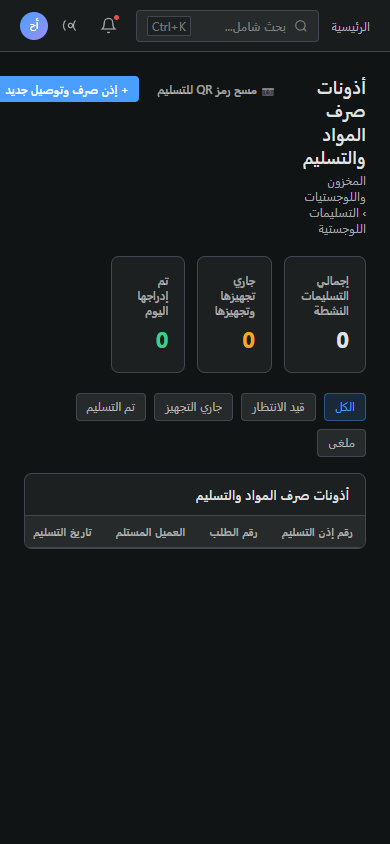 الرئيسية
بحث شامل...
Ctrl+K
أح
أذونات
صرف
المواد
والتسليم
المخزون
واللوجستيات
› التسليمات
اللوجستية
مسح رمز QR للتسليم
+ إذن صرف وتوصيل جديد
إجمالي
التسليمات
النشطة
0
جاري
تجهيزها
وتجهيزها
0
تم
إدراجها
اليوم
0
الكل
قيد الانتظار
جاري التجهيز
تم التسليم
ملغى
أذونات صرف المواد والتسليم
رقم إذن التسليم
رقم الطلب
العميل المستلم
تاريخ التسليم